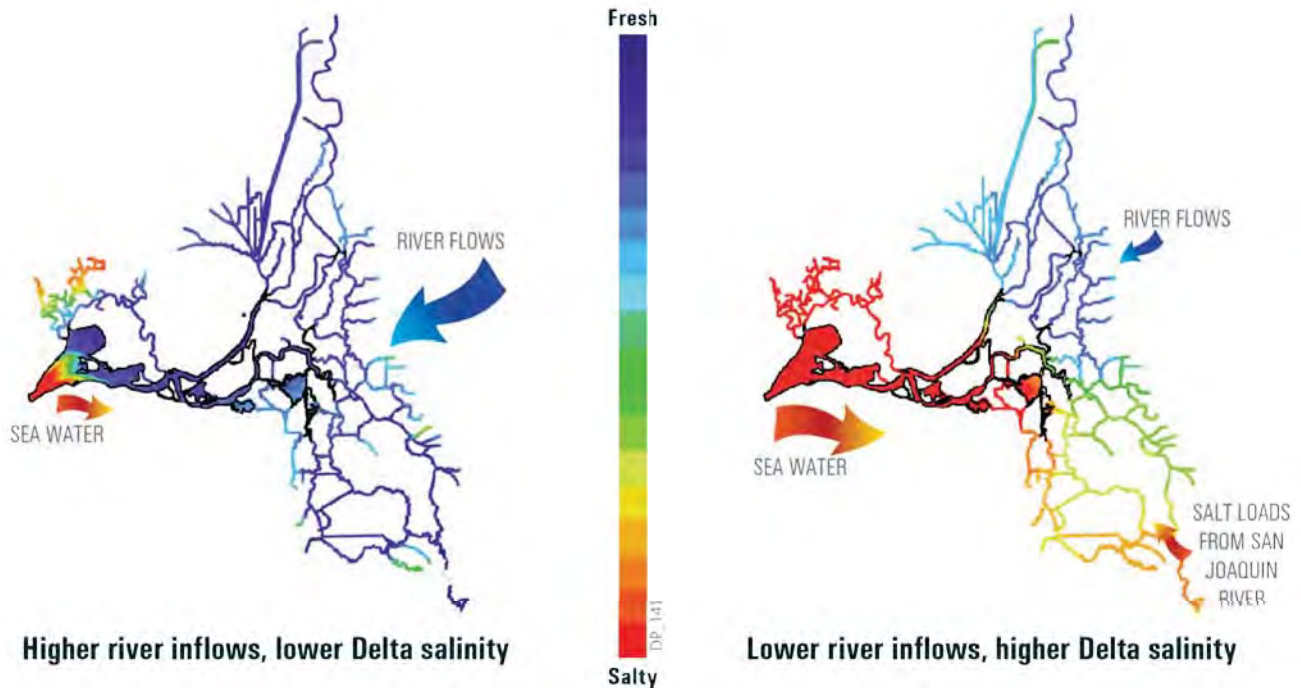 Fresh
RIVER FLOWS
SEA WATER
Higher river inflows, lower Delta salinity
DP_141
Salty
RIVER FLOWS
SEA WATER
SALT LOADS
FROM SAN
JOAQUIN
RIVER
Lower river inflows, higher Delta salinity